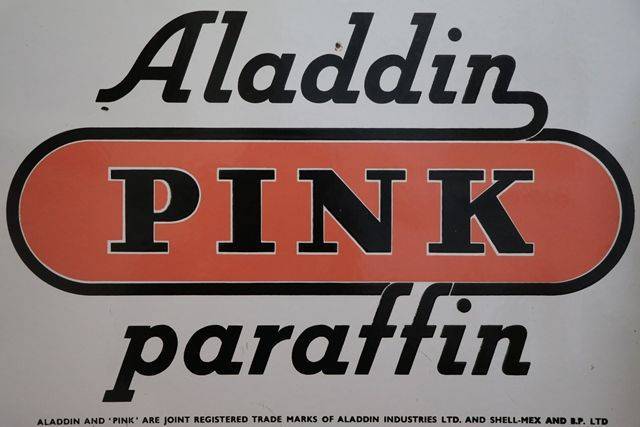 Aladdin
PINK
paraffin
ALADDIN AND 'PINK' ARE JOINT REGISTERED TRADE MARKS OF ALADDIN INDUSTRIES LTD. AND SHELL-MEX AND B.P. LTD